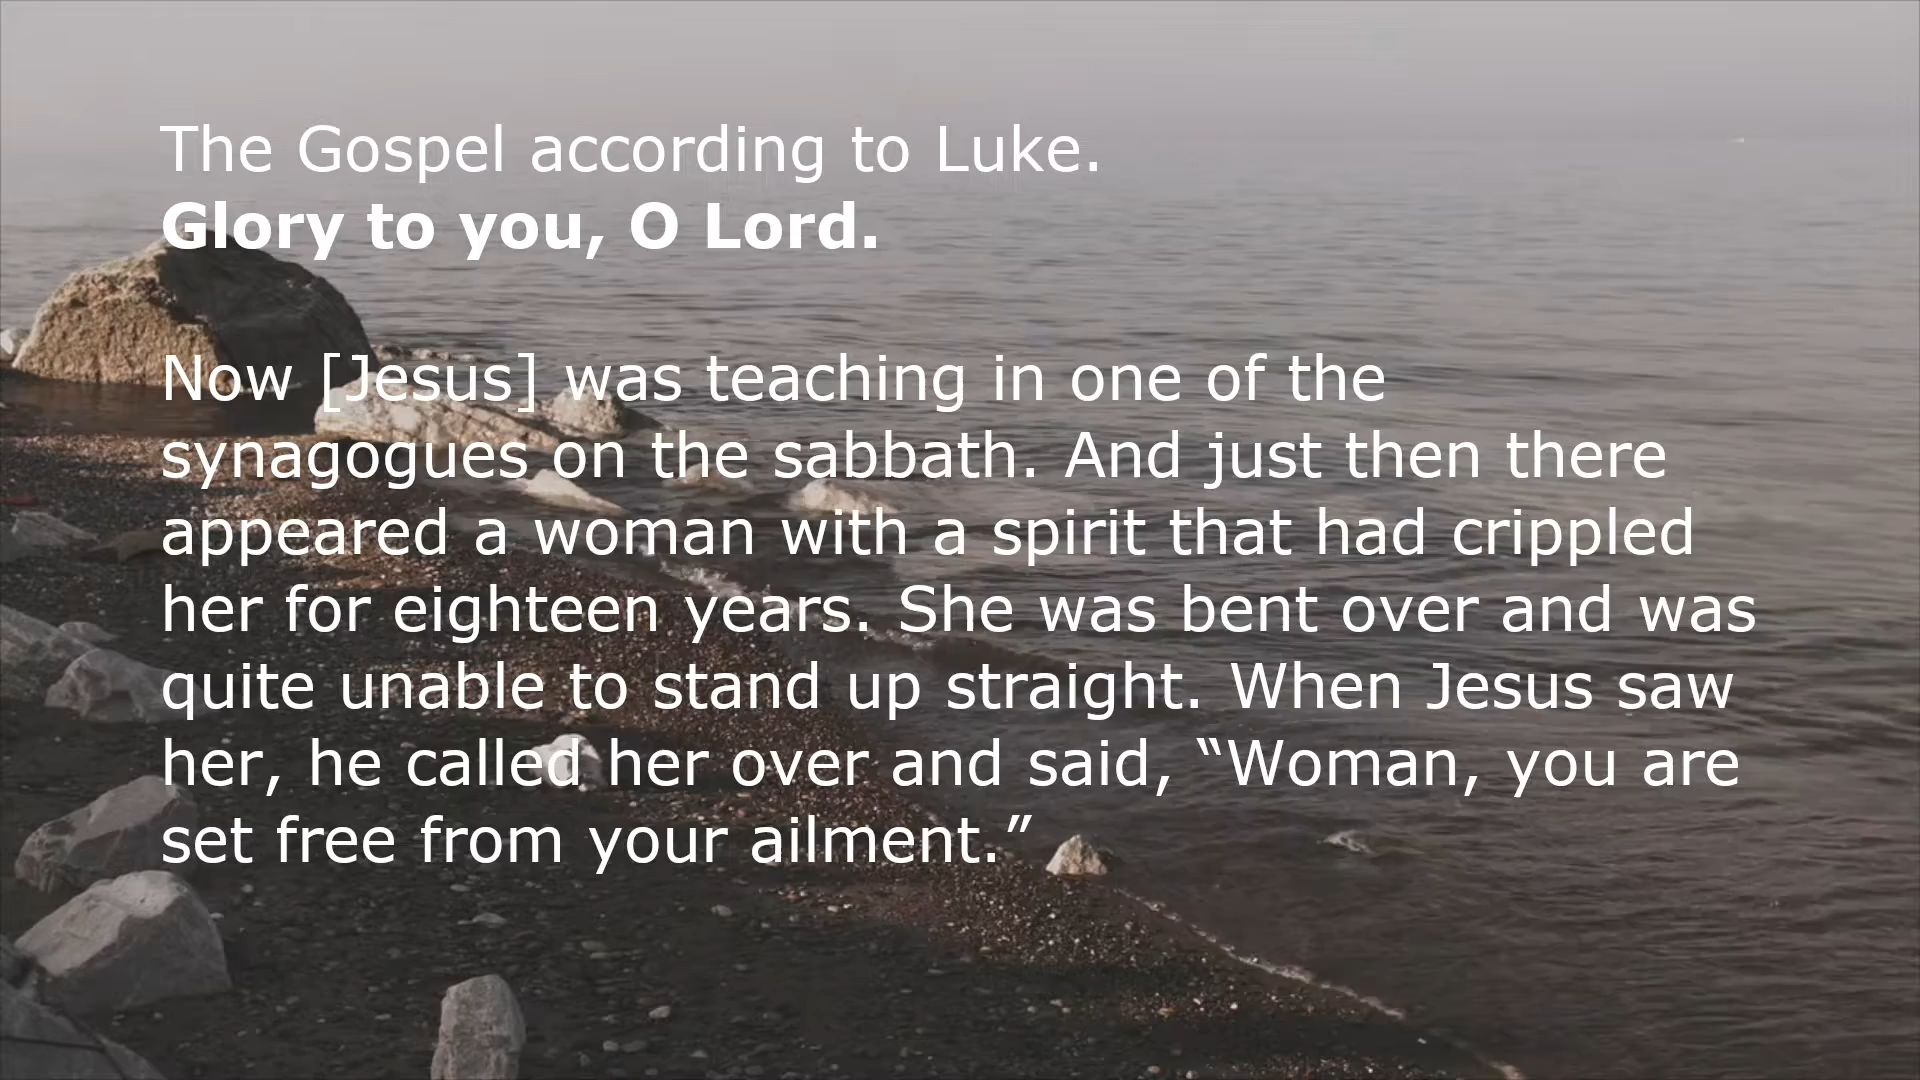 The Gospel according to Luke.
Glory to you, O Lord.
Now [Jesus] was teaching in one of the
synagogues on the sabbath. And just then there
appeared a woman with a spirit that had crippled
her for eighteen years. She was bent over and was
quite unable to stand up straight. When Jesus saw
her, he called her over and said, “Woman, you are
set free from your ailment.”